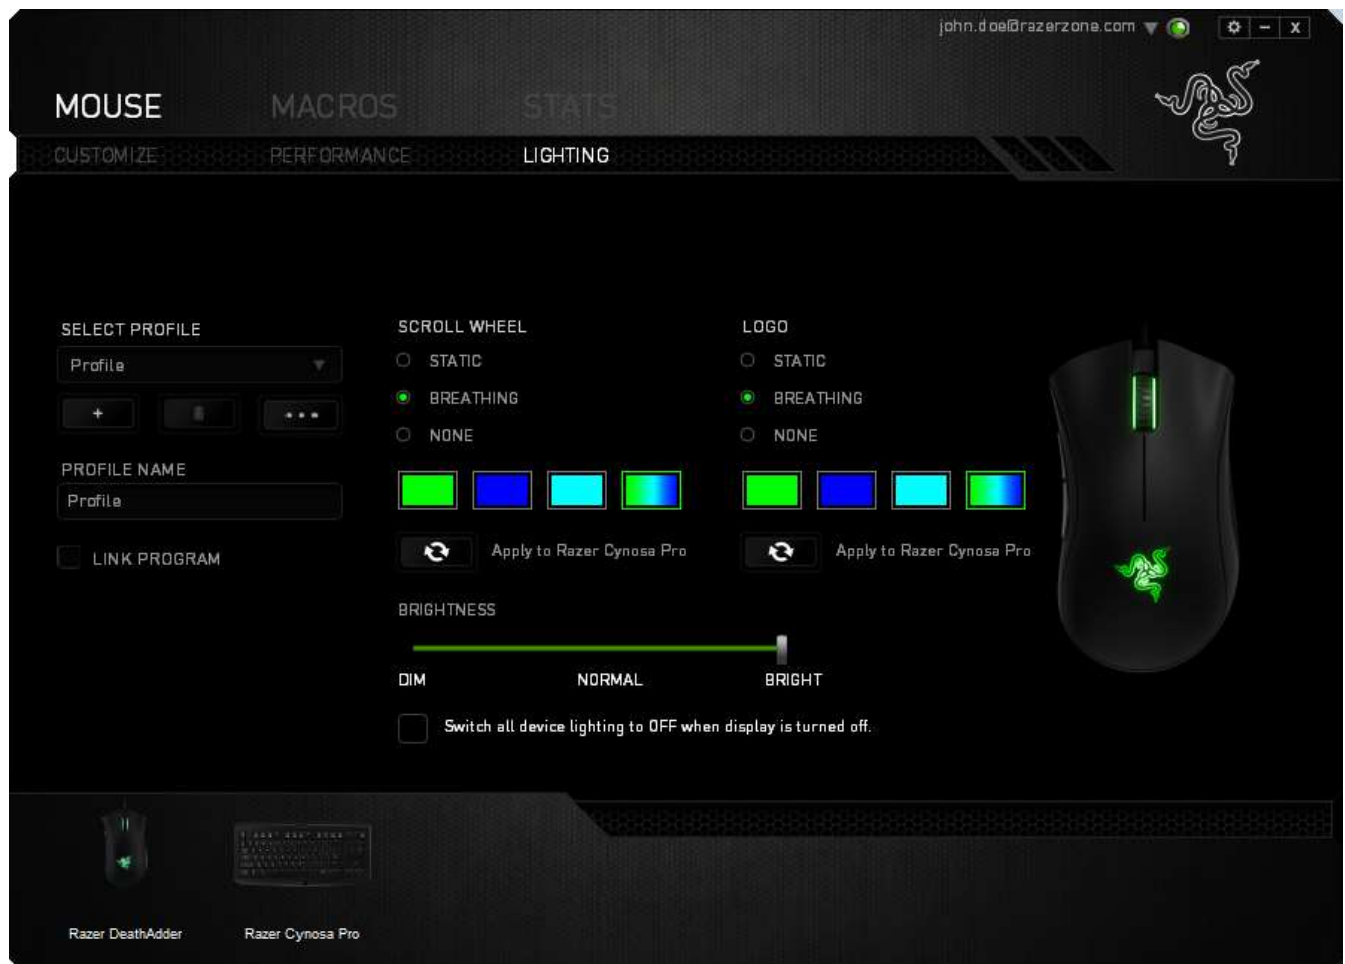 john.doe@razerzone.com
X
MOUSE MACROS STATS
CUSTOMIZE PERFORMANCE LIGHTING
SELECT PROFILE
Profile
+
PROFILE NAME
Profile
LINK PROGRAM
SCROLL WHEEL
STATIC
BREATHING
NONE
Apply to Razer Cynosa Pro
LOGO
STATIC
BREATHING
NONE
Apply to Razer Cynosa Pro
BRIGHTNESS
DIM NORMAL BRIGHT
Switch all device lighting to OFF when display is turned off.
Razer DeathAdder Razer Cynosa Pro